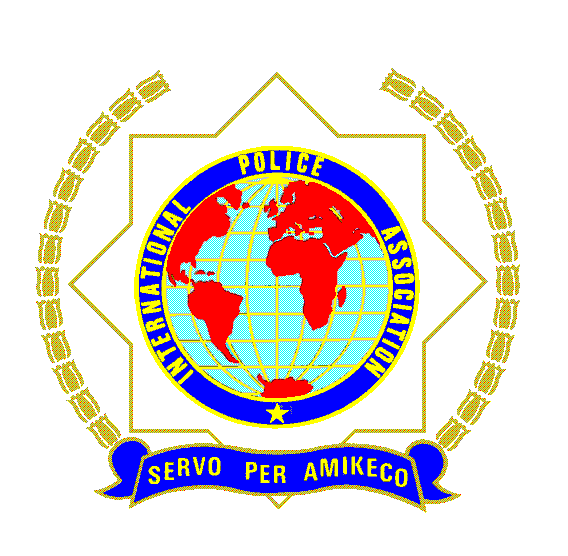 INTERNATIONAL POLICE ASSOCIATION
SERVO PER AMIKECO